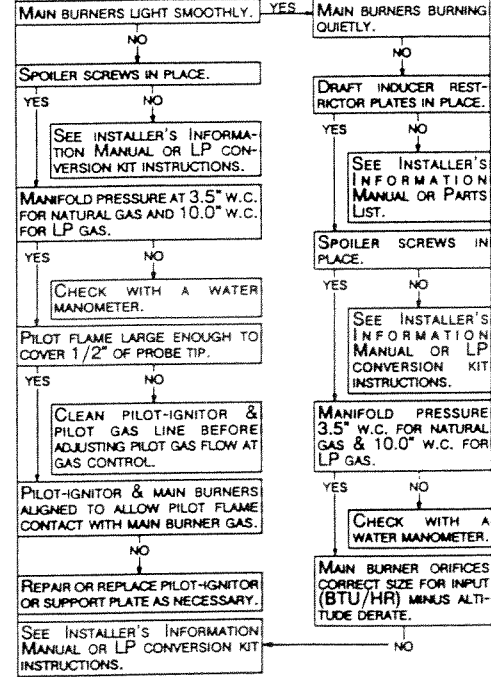 MAIN BURNERS LIGHT SMOOTHLY.
YES
NO
SPOILER SCREWS IN PLACE.
YES
NO
SEE INSTALLER'S INFORMA-
TION MANUAL OR LP CON-
VERSION KIT INSTRUCTIONS.
MANIFOLD PRESSURE AT 3.5" W.C.
FOR NATURAL GAS AND 10.0" W.C.
FOR LP GAS.
YES
NO
CHECK WITH A WATER
MANOMETER.
PILOT FLAME LARGE ENOUGH TO
COVER 1/2" OF PROBE TIP.
YES
NO
CLEAN PILOT-IGNITOR &
PILOT GAS LINE BEFORE
ADJUSTING PILOT GAS FLOW AT
GAS CONTROL.
PILOT-IGNITOR & MAIN BURNERS
ALIGNED TO ALLOW PILOT FLAME
CONTACT WITH MAIN BURNER GAS.
NO
REPAIR OR REPLACE PILOT-IGNITOR
OR SUPPORT PLATE AS NECESSARY.
SEE INSTALLER'S INFORMATION
MANUAL OR LP CONVERSION KIT
INSTRUCTIONS.
MAIN BURNERS BURNING
QUIETLY.
NO
DRAFT INDUCER REST-
RICTOR PLATES IN PLACE.
YES
NO
SEE INSTALLER'S
INFORMATION
MANUAL OR PARTS
LIST.
SPOILER SCREWS IN
PLACE.
YES
NO
SEE INSTALLER'S
INFORMATION
MANUAL OR LP
CONVERSION KIT
INSTRUCTIONS.
MANIFOLD PRESSURE
3.5" W.C. FOR NATURAL
GAS & 10.0" W.C. FOR
LP GAS.
YES
NO
CHECK WITH A
WATER MANOMETER.
MAIN BURNER ORIFICES
CORRECT SIZE FOR INPUT
(BTU/HR) MINUS ALTI-
TUDE DERATE.
NO